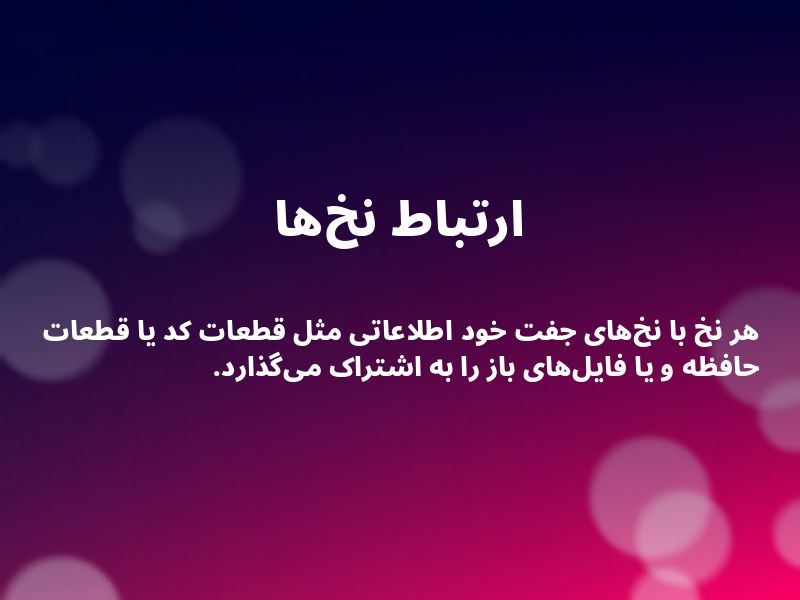 ارتباط نخ‌ها
هر نخ با نخ‌های جفت خود اطلاعاتی مثل قطعات کد یا قطعات
حافظه و یا فایل‌های باز را به اشتراک می‌گذارد.